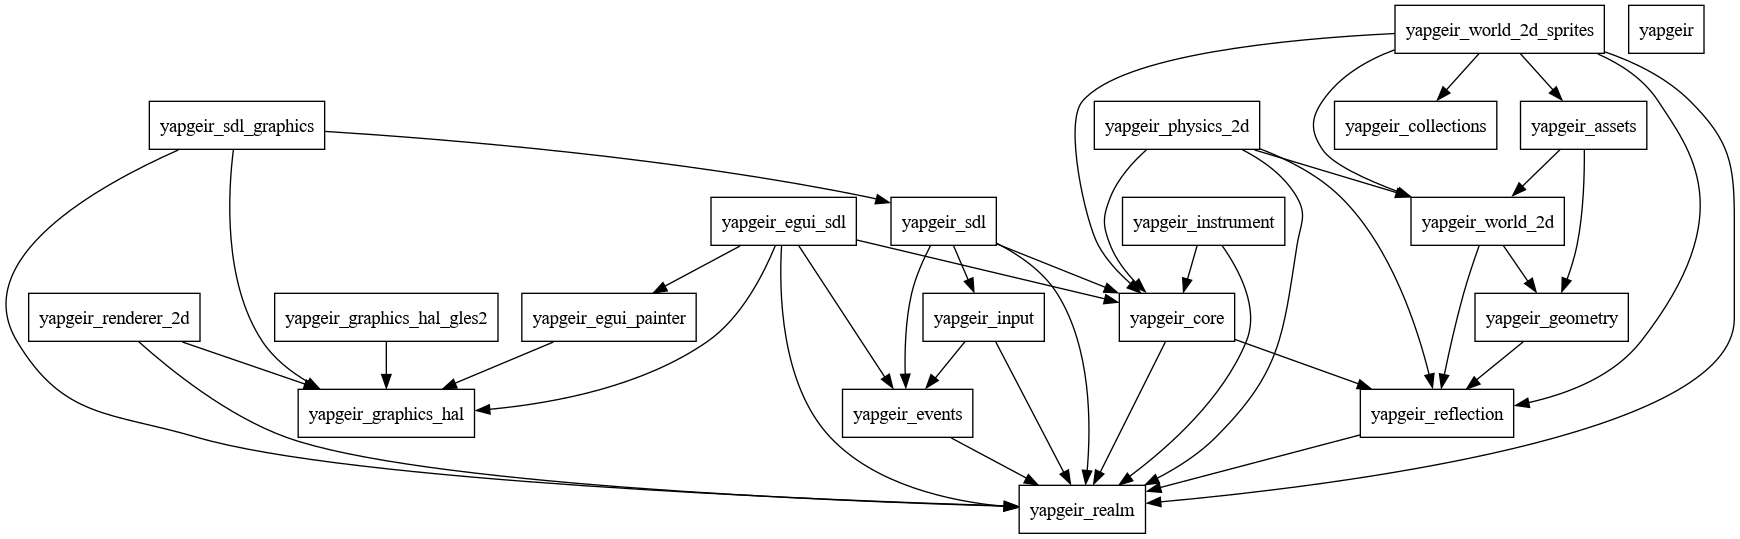 yapgeir_world_2d_sprites
yapgeir
yapgeir_sdl_graphics
yapgeir_physics_2d
yapgeir_collections
yapgeir_assets
yapgeir_egui_sdl
yapgeir_sdl
yapgeir_instrument
yapgeir_world_2d
yapgeir_renderer_2d
yapgeir_graphics_hal_gles2
yapgeir_egui_painter
yapgeir_input
yapgeir_core
yapgeir_geometry
yapgeir_graphics_hal
yapgeir_events
yapgeir_reflection
yapgeir_realm